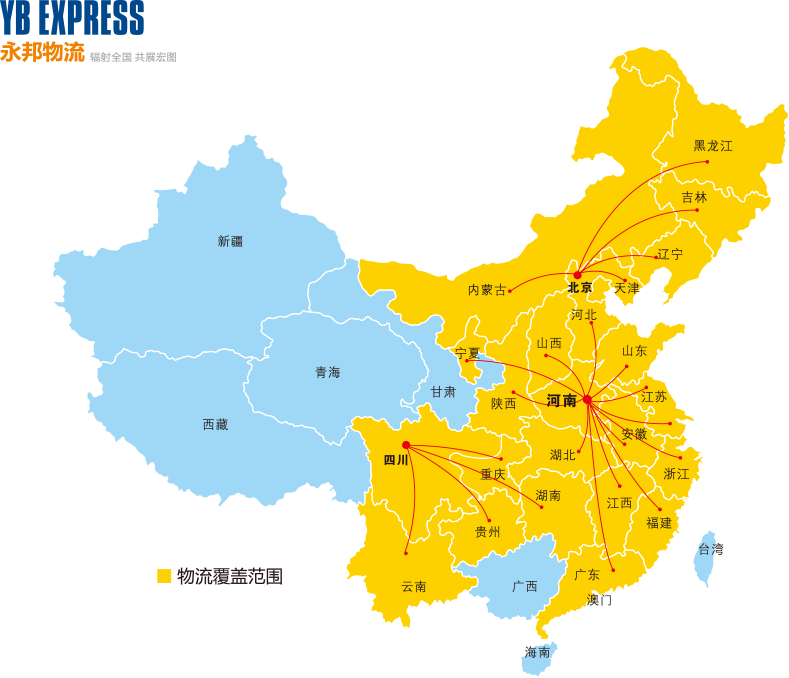 YB EXPRESS
永邦物流 辐射全国 共展宏图
黑龙江
吉林
新疆
辽宁
内蒙古
北京
天津
河北
山西
山东
宁夏
青海
甘肃
陕西
河南
江苏
西藏
安徽
四川
湖北
重庆
浙江
湖南
江西
福建
贵州
台湾
物流覆盖范围
云南
广西
广东
澳门
海南